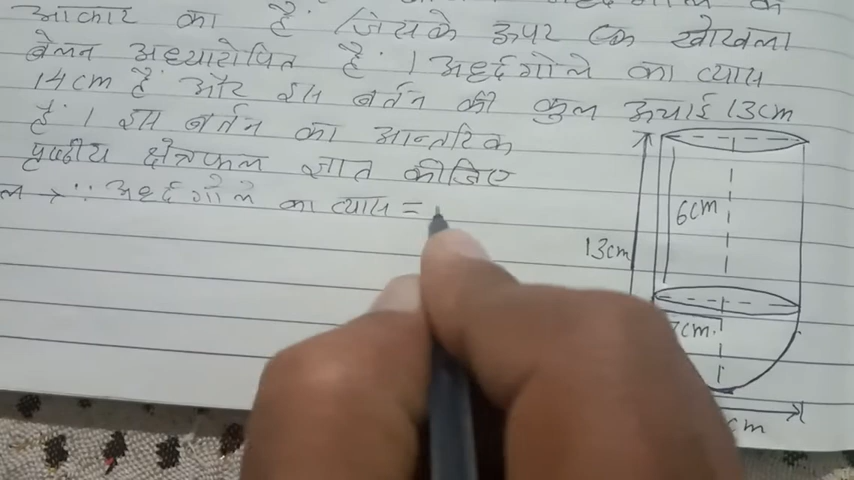 आकार का हैं जिसके ऊपर एक खोखला
बेलन अध्यारोपित हैं । अर्द्धगोले का व्यास
14cm हैं और इस बर्तन की कुल ऊचाई 13cm
हैं । इस बर्तन का आन्तरिक
पृष्ठीय क्षेत्रफल ज्ञात कीजिए
→ ∵ अर्द्धगोले का व्यास =
6cm
13cm
7cm.
cm